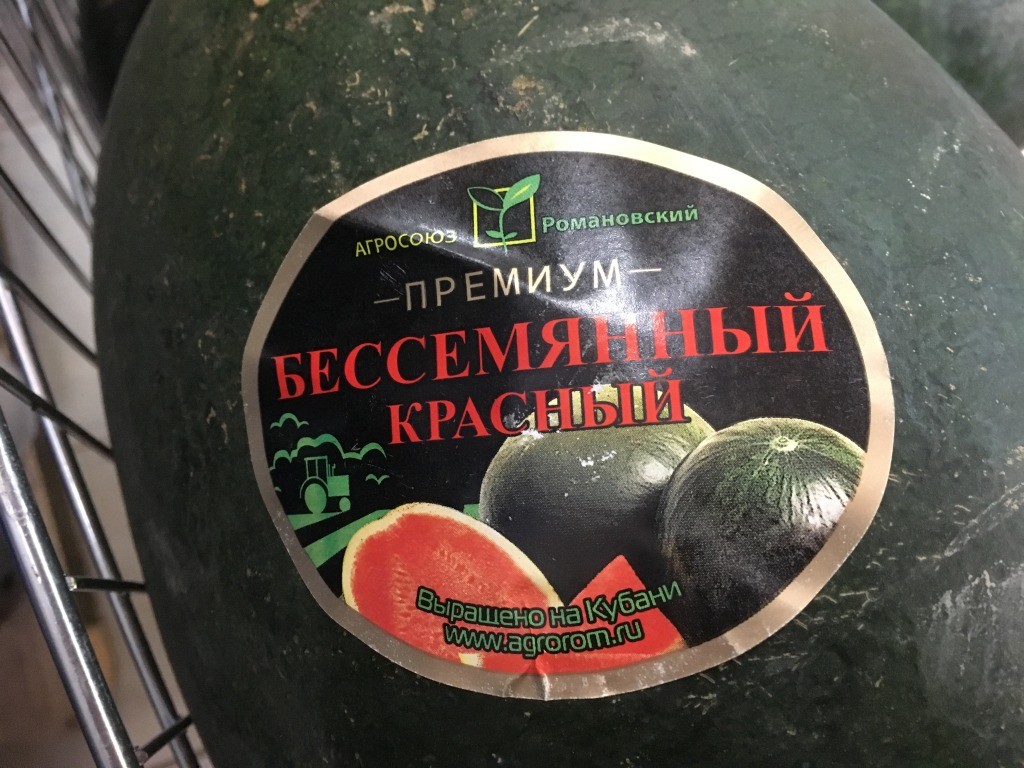 АГРОСОЮЗ Романовский
—ПРЕМИУМ—
БЕССЕМЯННЫЙ
КРАСНЫЙ
Выращено на Кубани
www.agrorom.ru